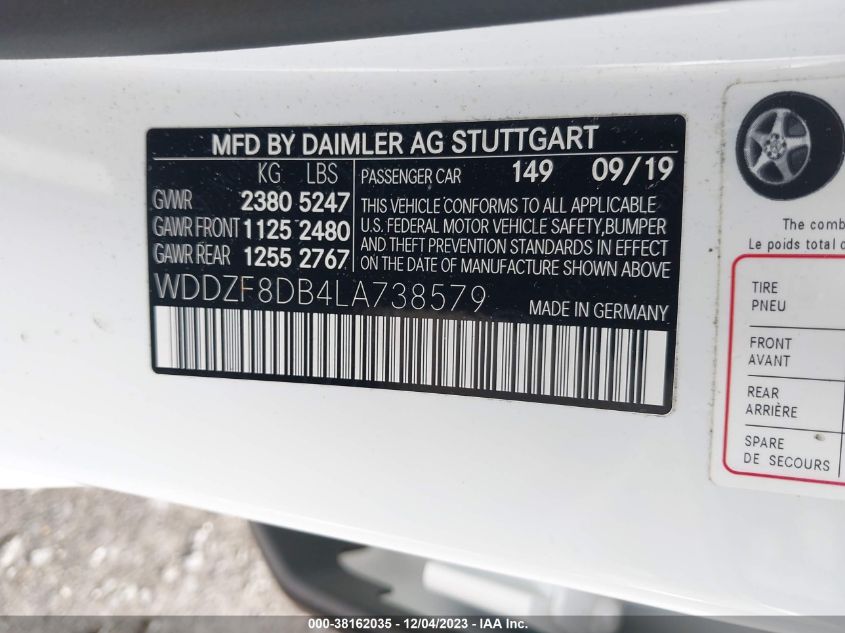 MFD BY DAIMLER AG STUTTGART
KG LBS
GVWR 2380 5247
GAWR FRONT 1125 2480
GAWR REAR 1255 2767
PASSENGER CAR 149 09/19
THIS VEHICLE CONFORMS TO ALL APPLICABLE
U.S. FEDERAL MOTOR VEHICLE SAFETY,BUMPER
AND THEFT PREVENTION STANDARDS IN EFFECT
ON THE DATE OF MANUFACTURE SHOWN ABOVE
WDDZF8DB4LA738579
MADE IN GERMANY
The comb
Le poids total
TIRE
PNEU
FRONT
AVANT
REAR
ARRIÈRE
SPARE
DE SECOURS
000-38162035 - 12/04/2023 - IAA Inc.